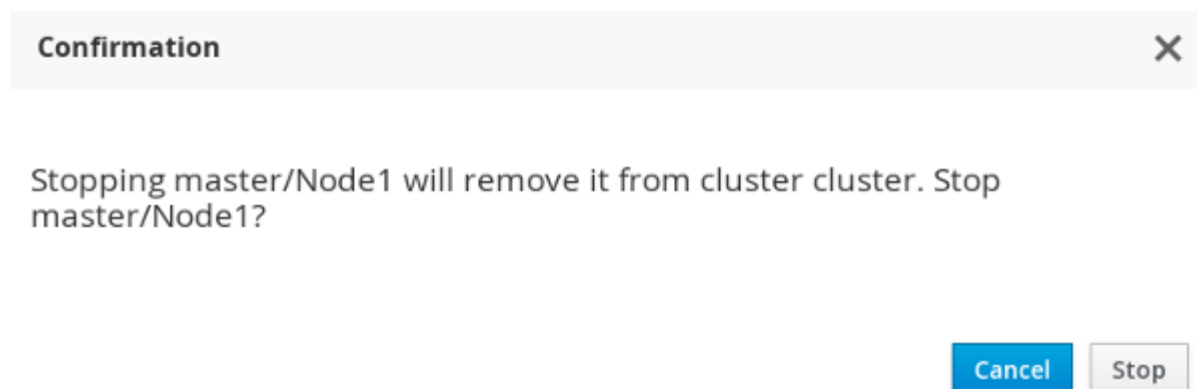 Confirmation
Stopping master/Node1 will remove it from cluster cluster. Stop
master/Node1?
Cancel Stop